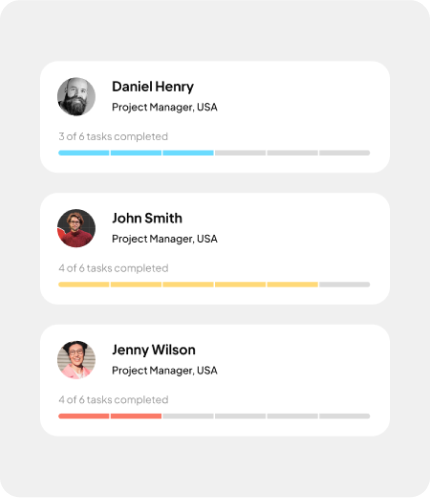 Daniel Henry
Project Manager, USA
3 of 6 tasks completed
John Smith
Project Manager, USA
4 of 6 tasks completed
Jenny Wilson
Project Manager, USA
4 of 6 tasks completed